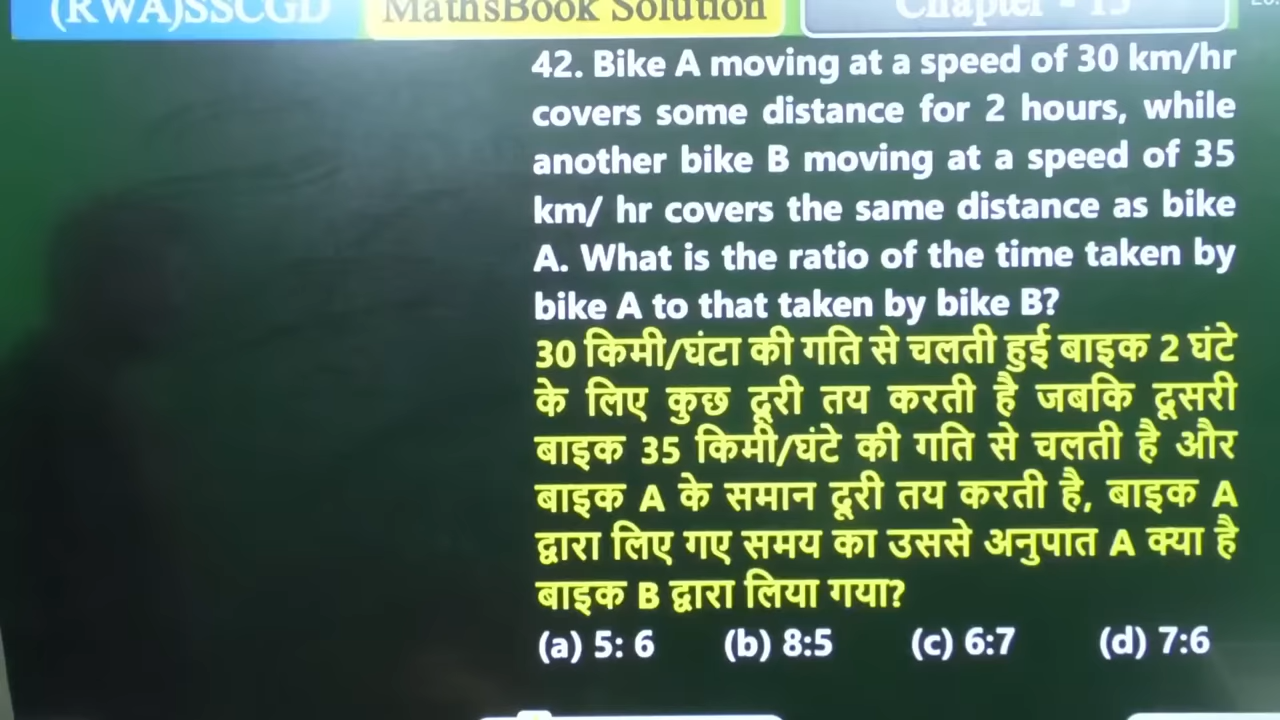 (RWA)SSCGD MathsBook Solution Chapter - 13
42. Bike A moving at a speed of 30 km/hr
covers some distance for 2 hours, while
another bike B moving at a speed of 35
km/ hr covers the same distance as bike
A. What is the ratio of the time taken by
bike A to that taken by bike B?
30 किमी/घंटा की गति से चलती हुई बाइक 2 घंटे
के लिए कुछ दूरी तय करती है जबकि दूसरी
बाइक 35 किमी/घंटे की गति से चलती है और
बाइक A के समान दूरी तय करती है, बाइक A
द्वारा लिए गए समय का उससे अनुपात A क्या है
बाइक B द्वारा लिया गया?
(a) 5: 6 (b) 8:5 (c) 6:7 (d) 7:6